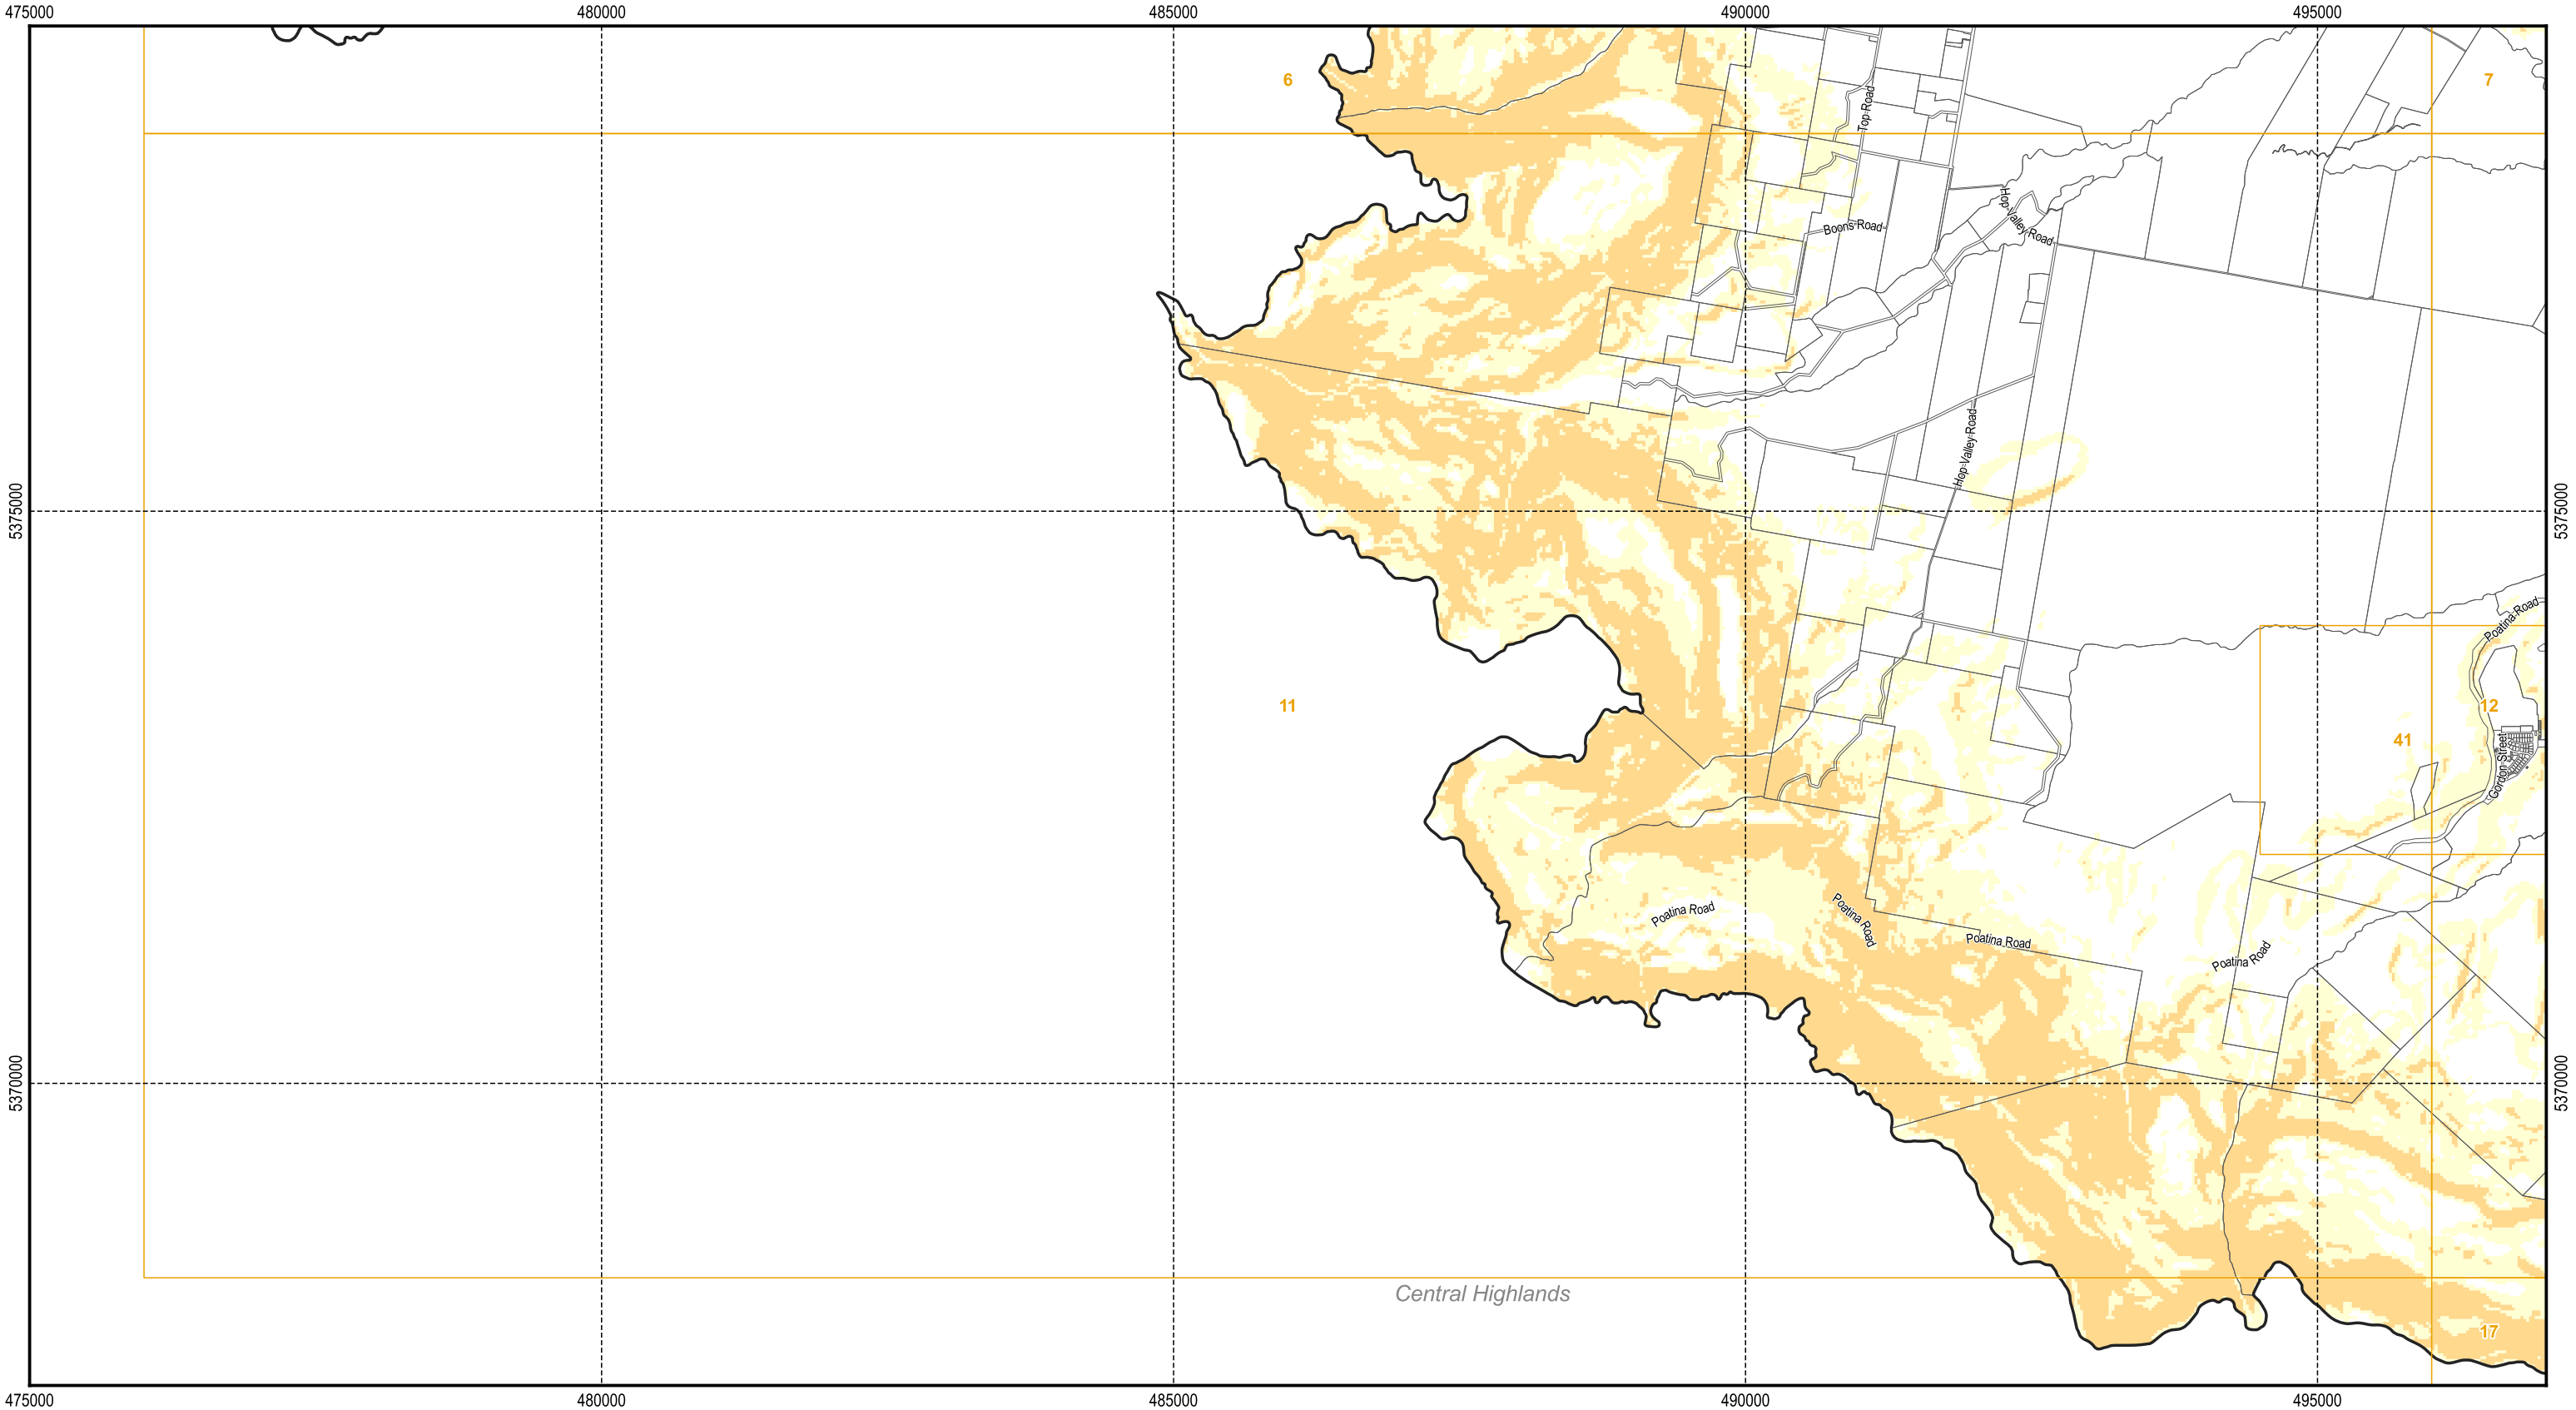 475000
480000
485000
490000
495000
6
7
Top Road
Hop Valley Road
Boons Road
Hop Valley Road
5375000
5375000
Poatina Road
11
12
41
Gordon Street
Poatina Road
Poatina Road
Poatina Road
Poatina Road
5370000
5370000
Central Highlands
17
475000
480000
485000
490000
495000